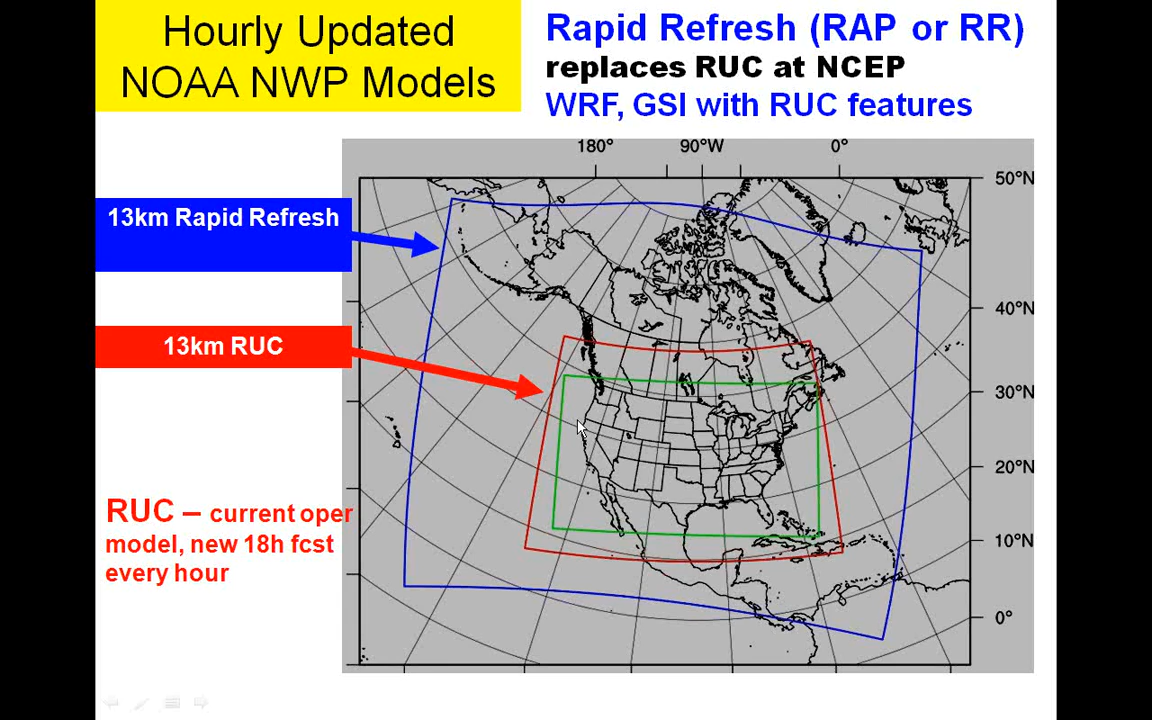 Hourly Updated
NOAA NWP Models
Rapid Refresh (RAP or RR)
replaces RUC at NCEP
WRF, GSI with RUC features
180° 90°W 0°
50°N
13km Rapid Refresh
40°N
13km RUC
30°N
20°N
RUC – current oper
model, new 18h fcst
every hour
10°N
0°